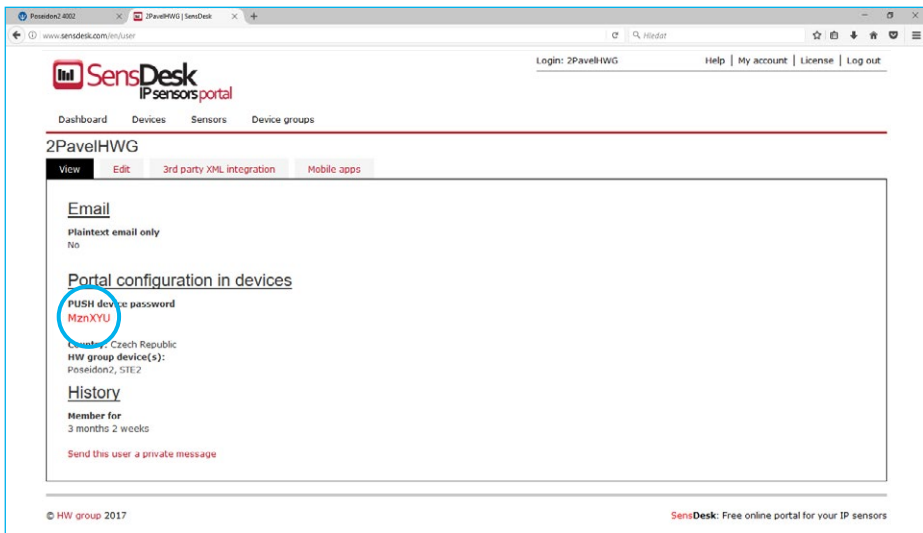 Poseidon2 4002
2PavelHWG | SensDesk
www.sensdesk.com/en/user
Hledat
SensDesk
IP sensors portal
Login: 2PavelHWG
Help | My account | License | Log out
Dashboard Devices Sensors Device groups
2PavelHWG
View Edit 3rd party XML integration Mobile apps
Email
Plaintext email only
No
Portal configuration in devices
PUSH device password
MznXYU
Country: Czech Republic
HW group device(s):
Poseidon2, STE2
History
Member for
3 months 2 weeks
Send this user a private message
© HW group 2017
SensDesk: Free online portal for your IP sensors